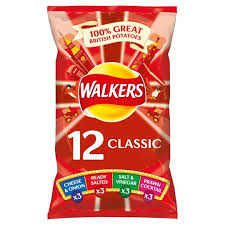 100% GREAT
BRITISH POTATOES
WALKERS
12 CLASSIC
CHEESE & ONION x3
READY SALTED x3
SALT & VINEGAR x3
PRAWN COCKTAIL x3